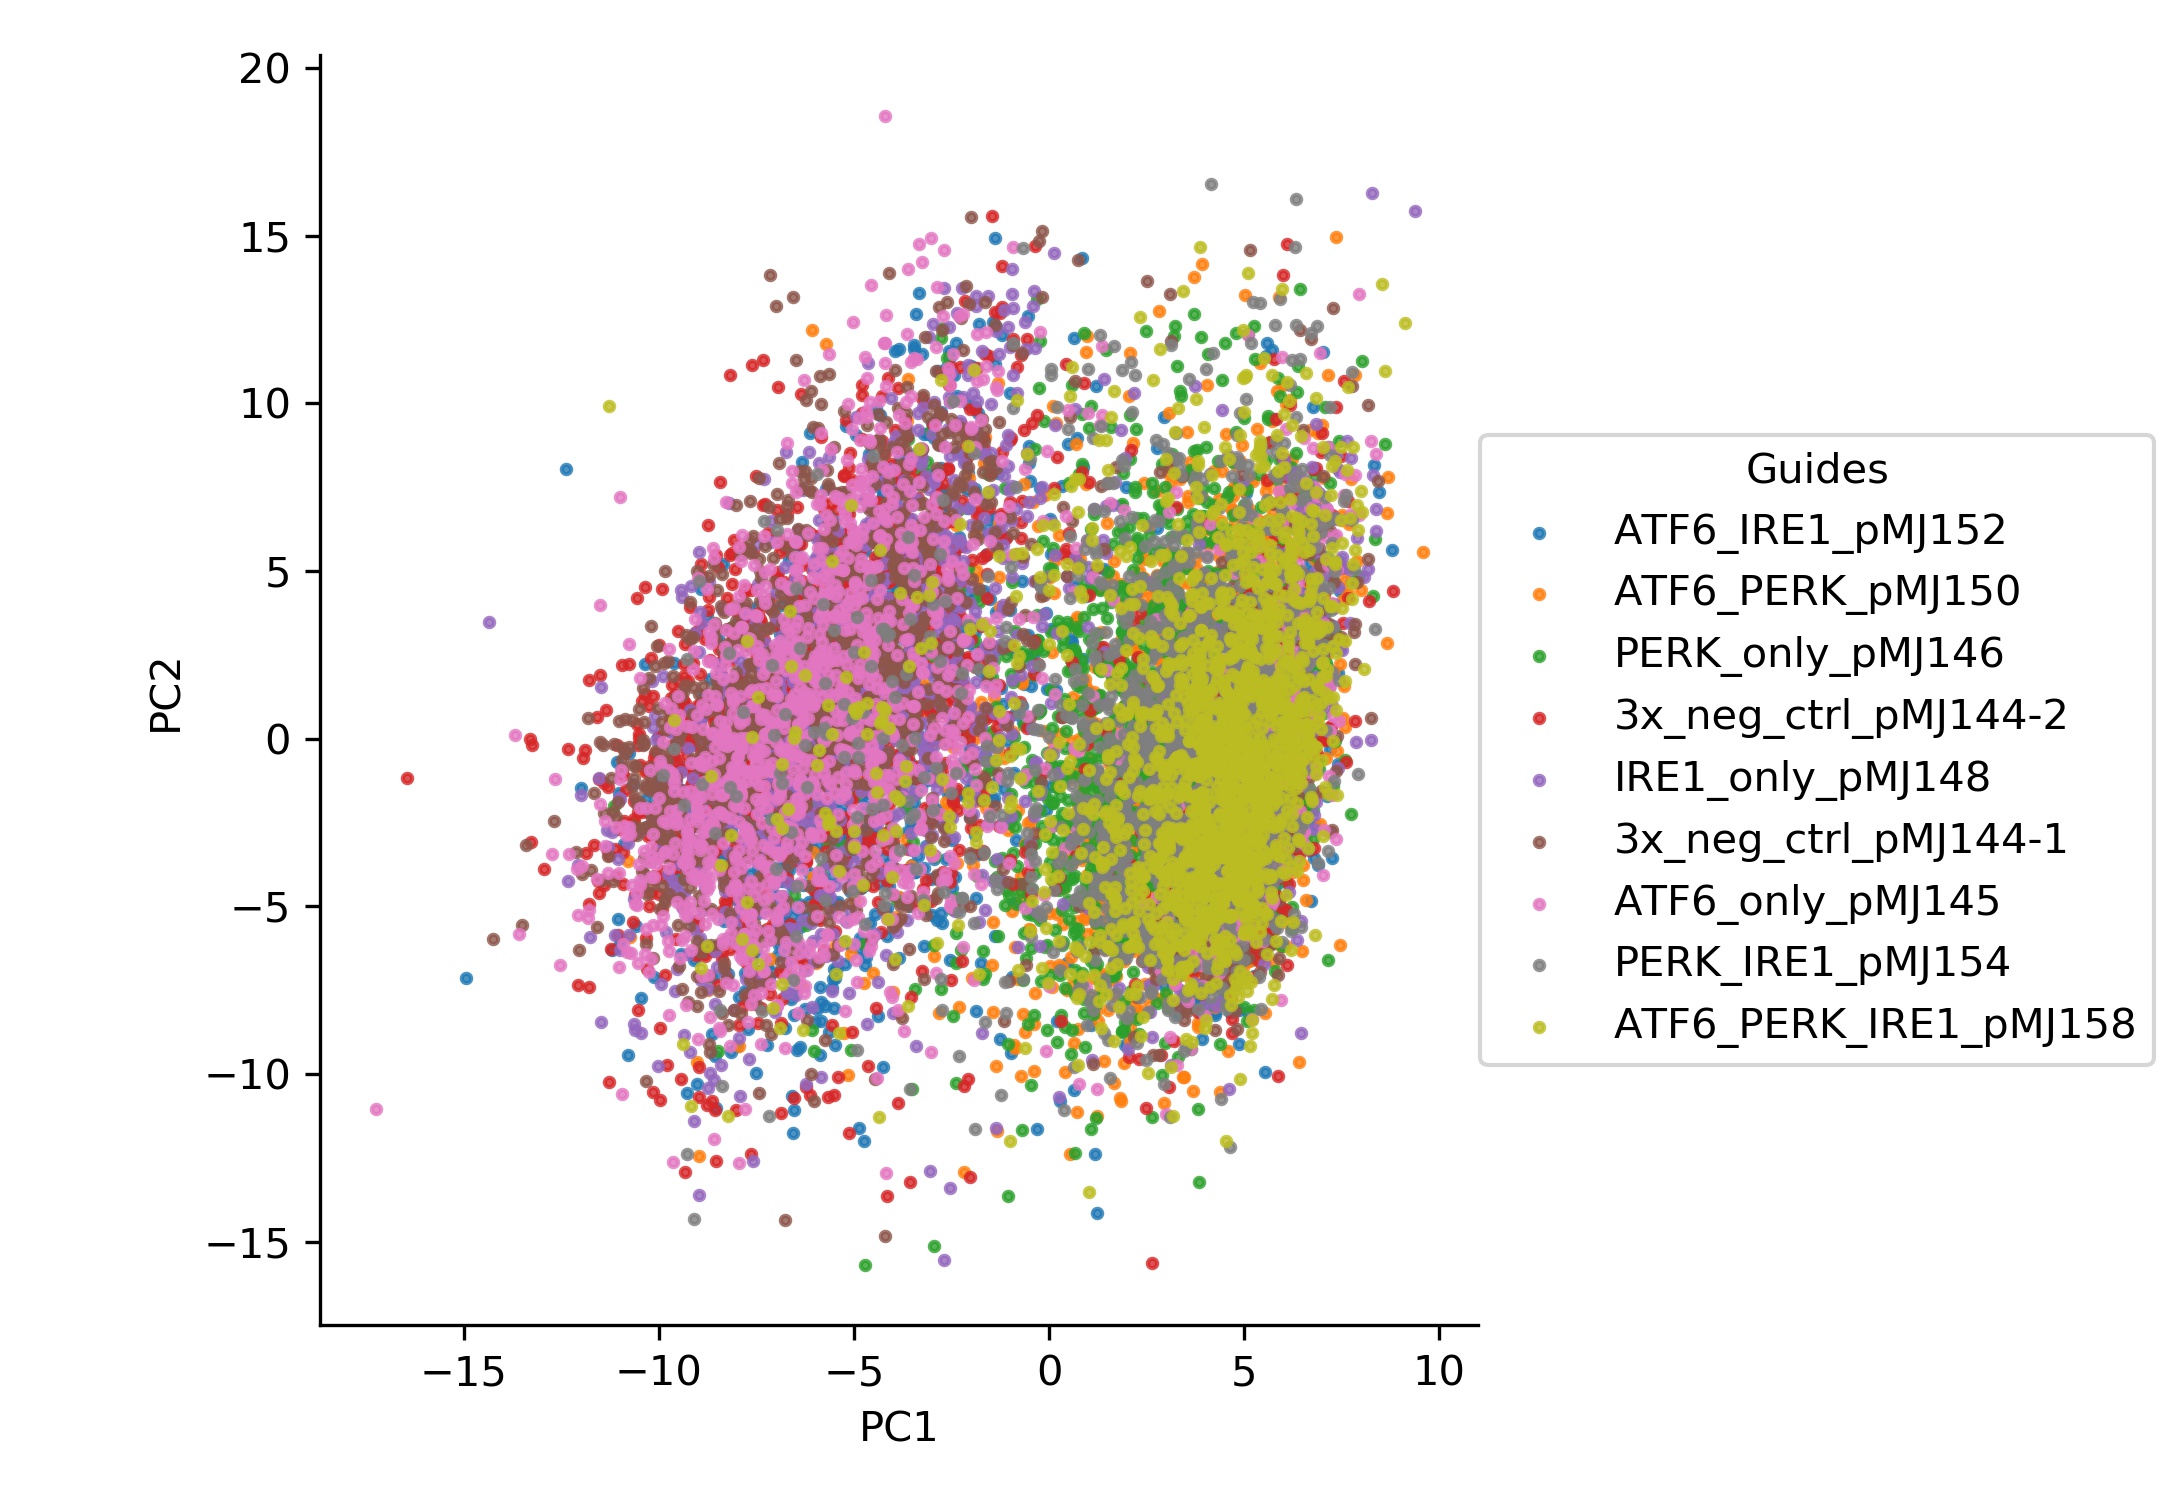 20
15
10
5
0
−5
−10
−15
PC2
−15
−10
−5
0
5
10
PC1
Guides
ATF6_IRE1_pMJ152
ATF6_PERK_pMJ150
PERK_only_pMJ146
3x_neg_ctrl_pMJ144-2
IRE1_only_pMJ148
3x_neg_ctrl_pMJ144-1
ATF6_only_pMJ145
PERK_IRE1_pMJ154
ATF6_PERK_IRE1_pMJ158